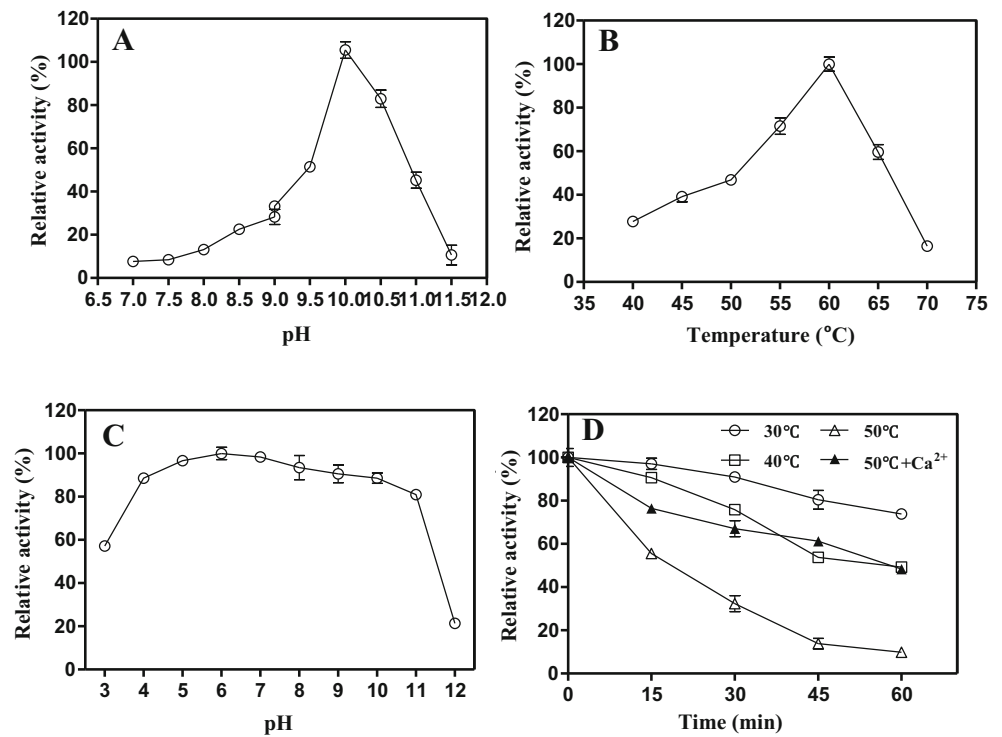 A
Relative activity (%)
120
100
80
60
40
20
0
6.5 7.0 7.5 8.0 8.5 9.0 9.5 10.0 10.5 11.0 11.5 12.0
pH
B
Relative activity (%)
120
100
80
60
40
20
0
35 40 45 50 55 60 65 70 75
Temperature (°C)
C
Relative activity (%)
120
100
80
60
40
20
0
3 4 5 6 7 8 9 10 11 12
pH
D
30℃ 50℃
40℃ 50℃+Ca²⁺
Relative activity (%)
120
100
80
60
40
20
0
0 15 30 45 60
Time (min)